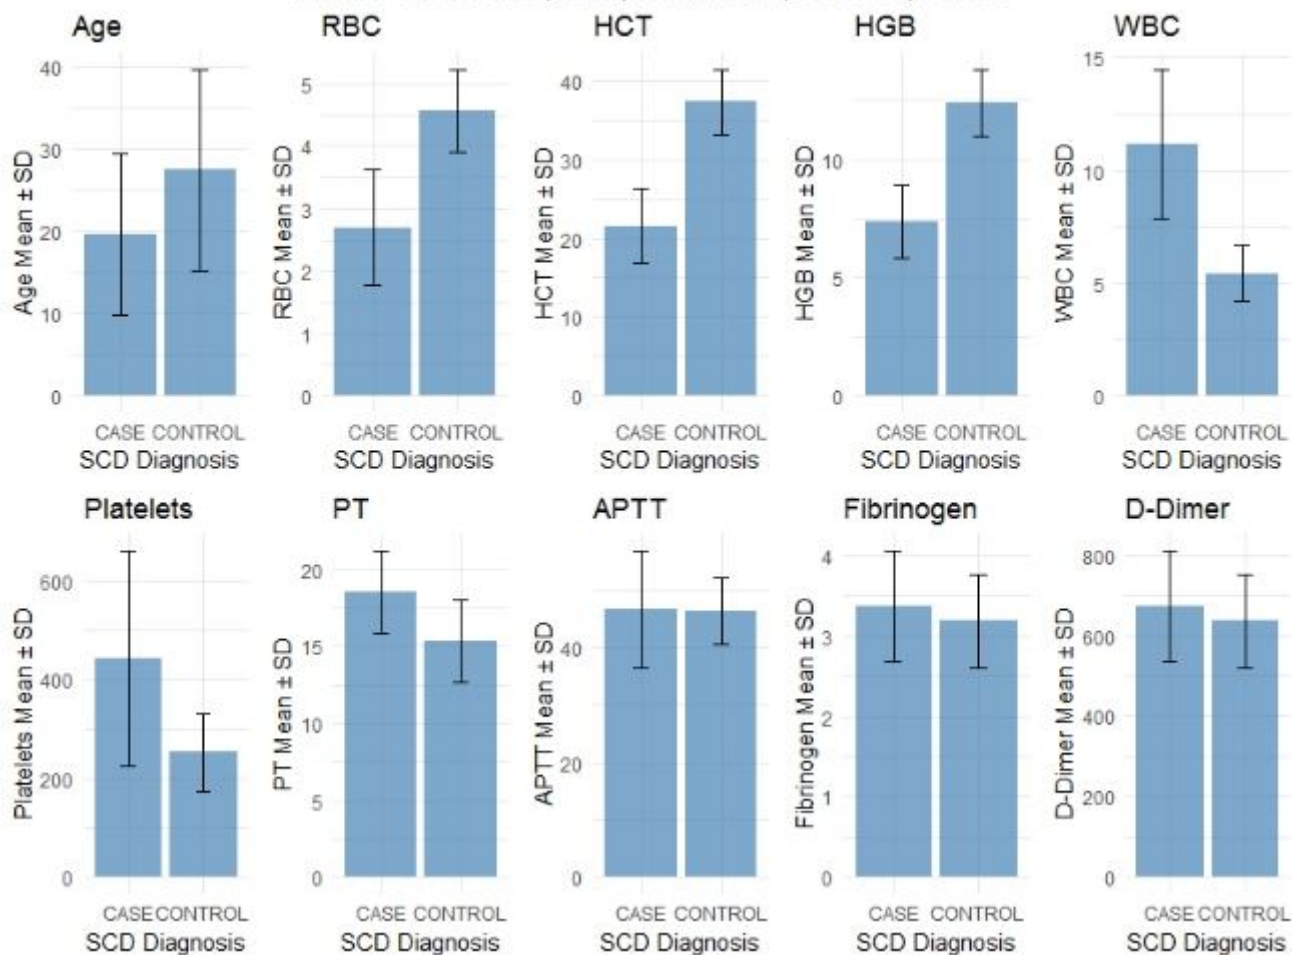 Age
RBC
HCT
HGB
WBC
Age Mean ± SD
40
30
20
10
0
RBC Mean ± SD
5
4
3
2
1
0
HCT Mean ± SD
40
30
20
10
0
HGB Mean ± SD
10
5
0
WBC Mean ± SD
15
10
5
0
CASE CONTROL
SCD Diagnosis
CASE CONTROL
SCD Diagnosis
CASE CONTROL
SCD Diagnosis
CASE CONTROL
SCD Diagnosis
CASE CONTROL
SCD Diagnosis
Platelets
PT
APTT
Fibrinogen
D-Dimer
Platelets Mean ± SD
600
400
200
0
PT Mean ± SD
20
15
10
5
0
APTT Mean ± SD
40
20
0
Fibrinogen Mean ± SD
4
3
2
1
0
D-Dimer Mean ± SD
800
600
400
200
0
CASE CONTROL
SCD Diagnosis
CASE CONTROL
SCD Diagnosis
CASE CONTROL
SCD Diagnosis
CASE CONTROL
SCD Diagnosis
CASE CONTROL
SCD Diagnosis